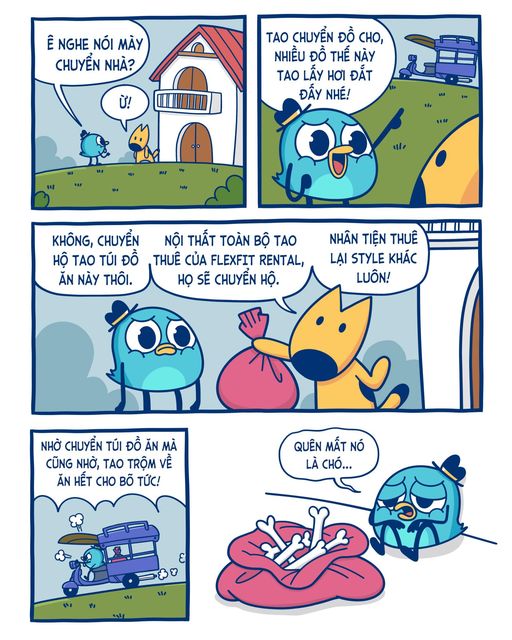 Ê NGHE NÓI MÀY
CHUYỂN NHÀ?
Ừ!
TAO CHUYỂN ĐỒ CHO,
NHIỀU ĐỒ THẾ NÀY
TAO LẤY HƠI ĐẮT
ĐẤY NHÉ!
KHÔNG, CHUYỂN
HỘ TAO TÚI ĐỒ
ĂN NÀY THÔI.
NỘI THẤT TOÀN BỘ TAO
THUÊ CỦA FLEXFIT RENTAL,
HỌ SẼ CHUYỂN HỘ.
NHÂN TIỆN THUÊ
LẠI STYLE KHÁC
LUÔN!
NHỜ CHUYỂN TÚI ĐỒ ĂN MÀ
CŨNG NHỜ, TAO TRỘM VỀ
ĂN HẾT CHO BÕ TỨC!
QUÊN MẤT NÓ
LÀ CHÓ...